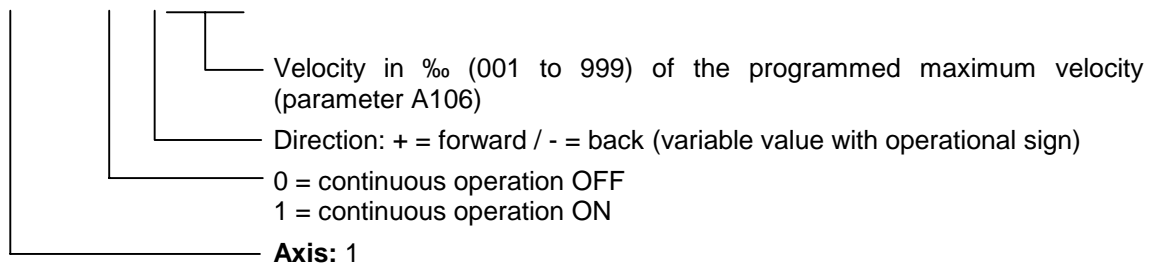 Velocity in ‰ (001 to 999) of the programmed maximum velocity
(parameter A106)
Direction: + = forward / - = back (variable value with operational sign)
0 = continuous operation OFF
1 = continuous operation ON
Axis: 1